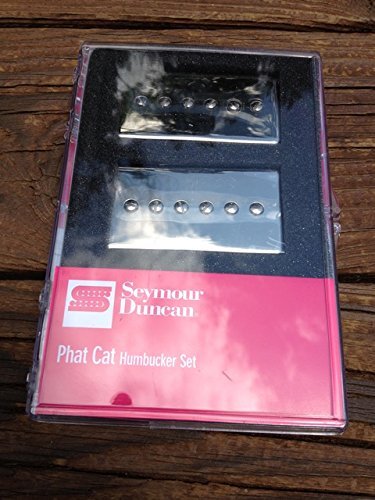 Seymour
Duncan
Phat Cat Humbucker Set